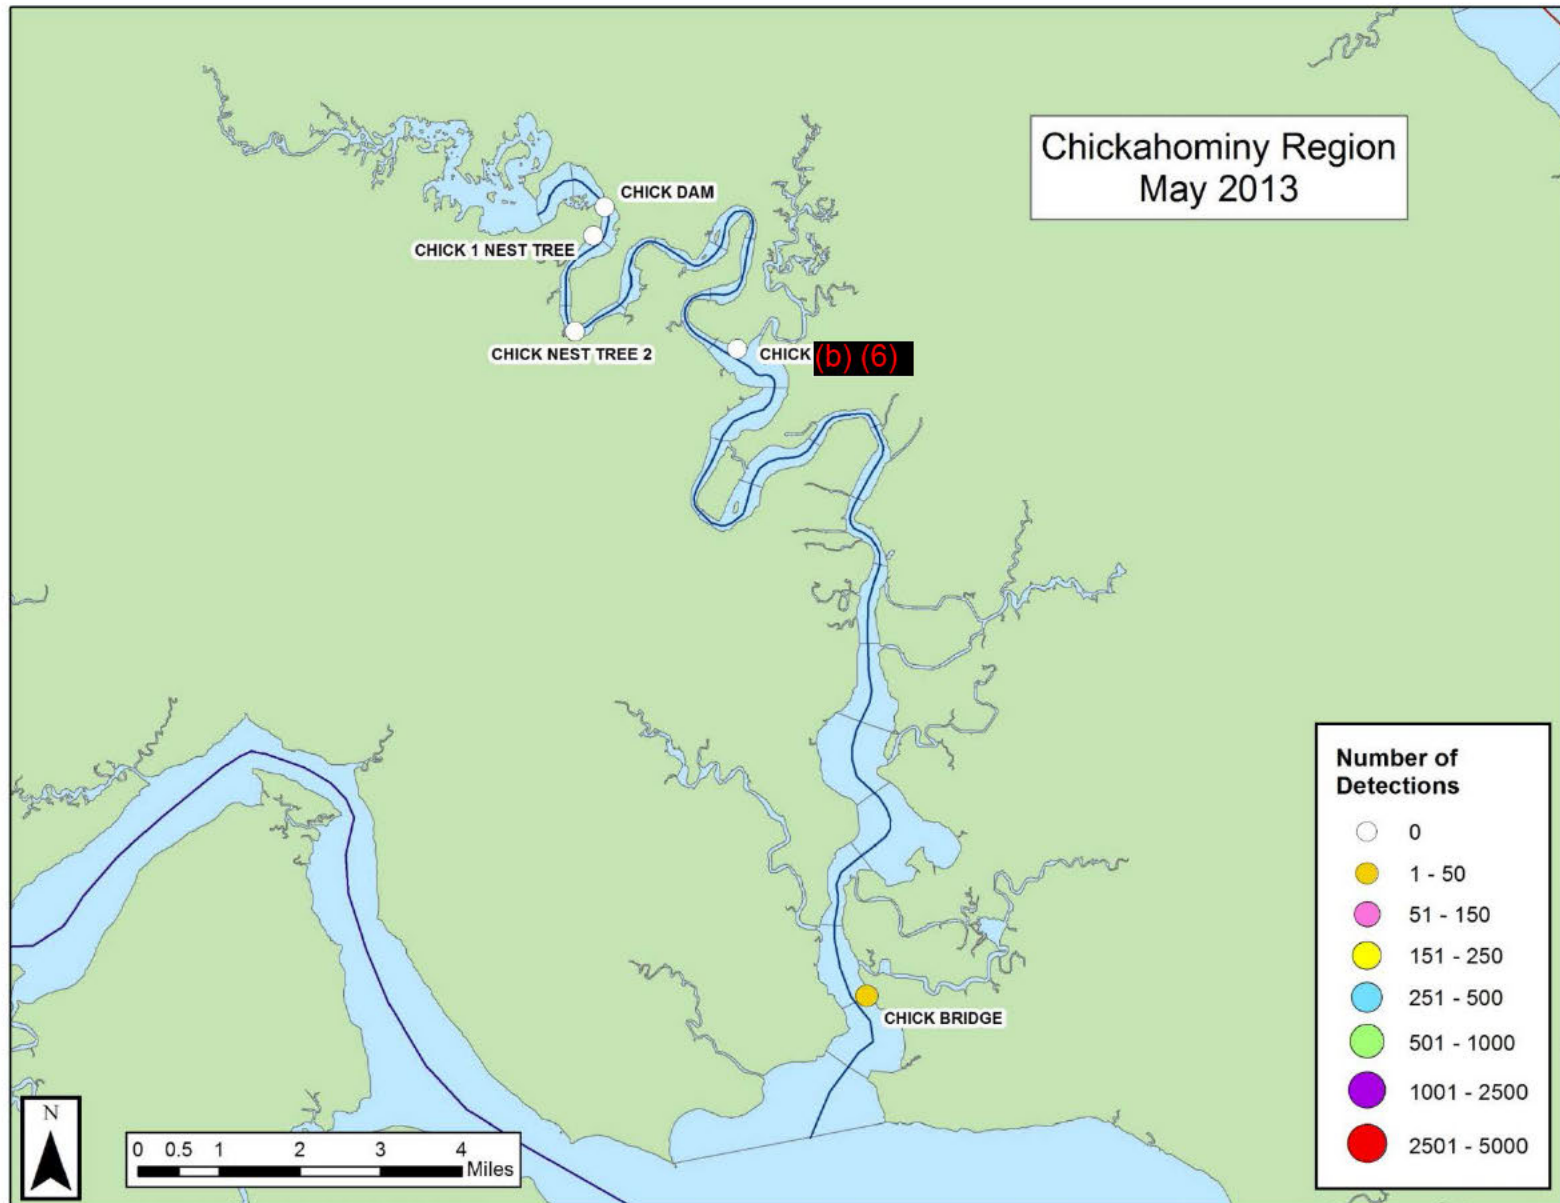 Chickahominy Region
May 2013
CHICK DAM
CHICK 1 NEST TREE
CHICK NEST TREE 2
CHICK (b) (6)
CHICK BRIDGE
Number of
Detections
0
1 - 50
51 - 150
151 - 250
251 - 500
501 - 1000
1001 - 2500
2501 - 5000
N
0 0.5 1 2 3 4
Miles